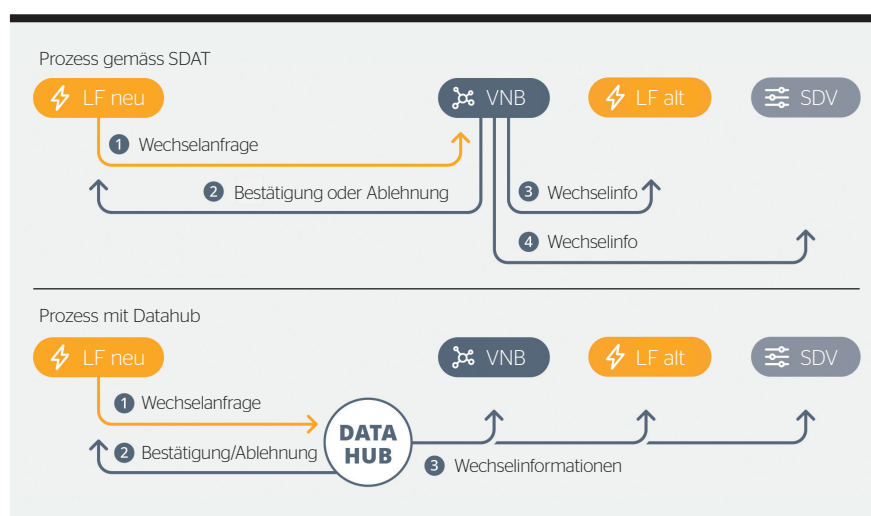 Prozess gemäss SDAT
LF neu
VNB
LF alt
SDV
1 Wechselanfrage
2 Bestätigung oder Ablehnung
3 Wechselinfo
4 Wechselinfo
Prozess mit Datahub
LF neu
VNB
LF alt
SDV
1 Wechselanfrage
DATA
HUB
2 Bestätigung/Ablehnung
3 Wechselinformationen